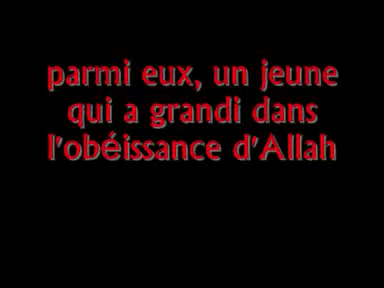 parmi eux, un jeune
qui a grandi dans
l'obéissance d'Allah